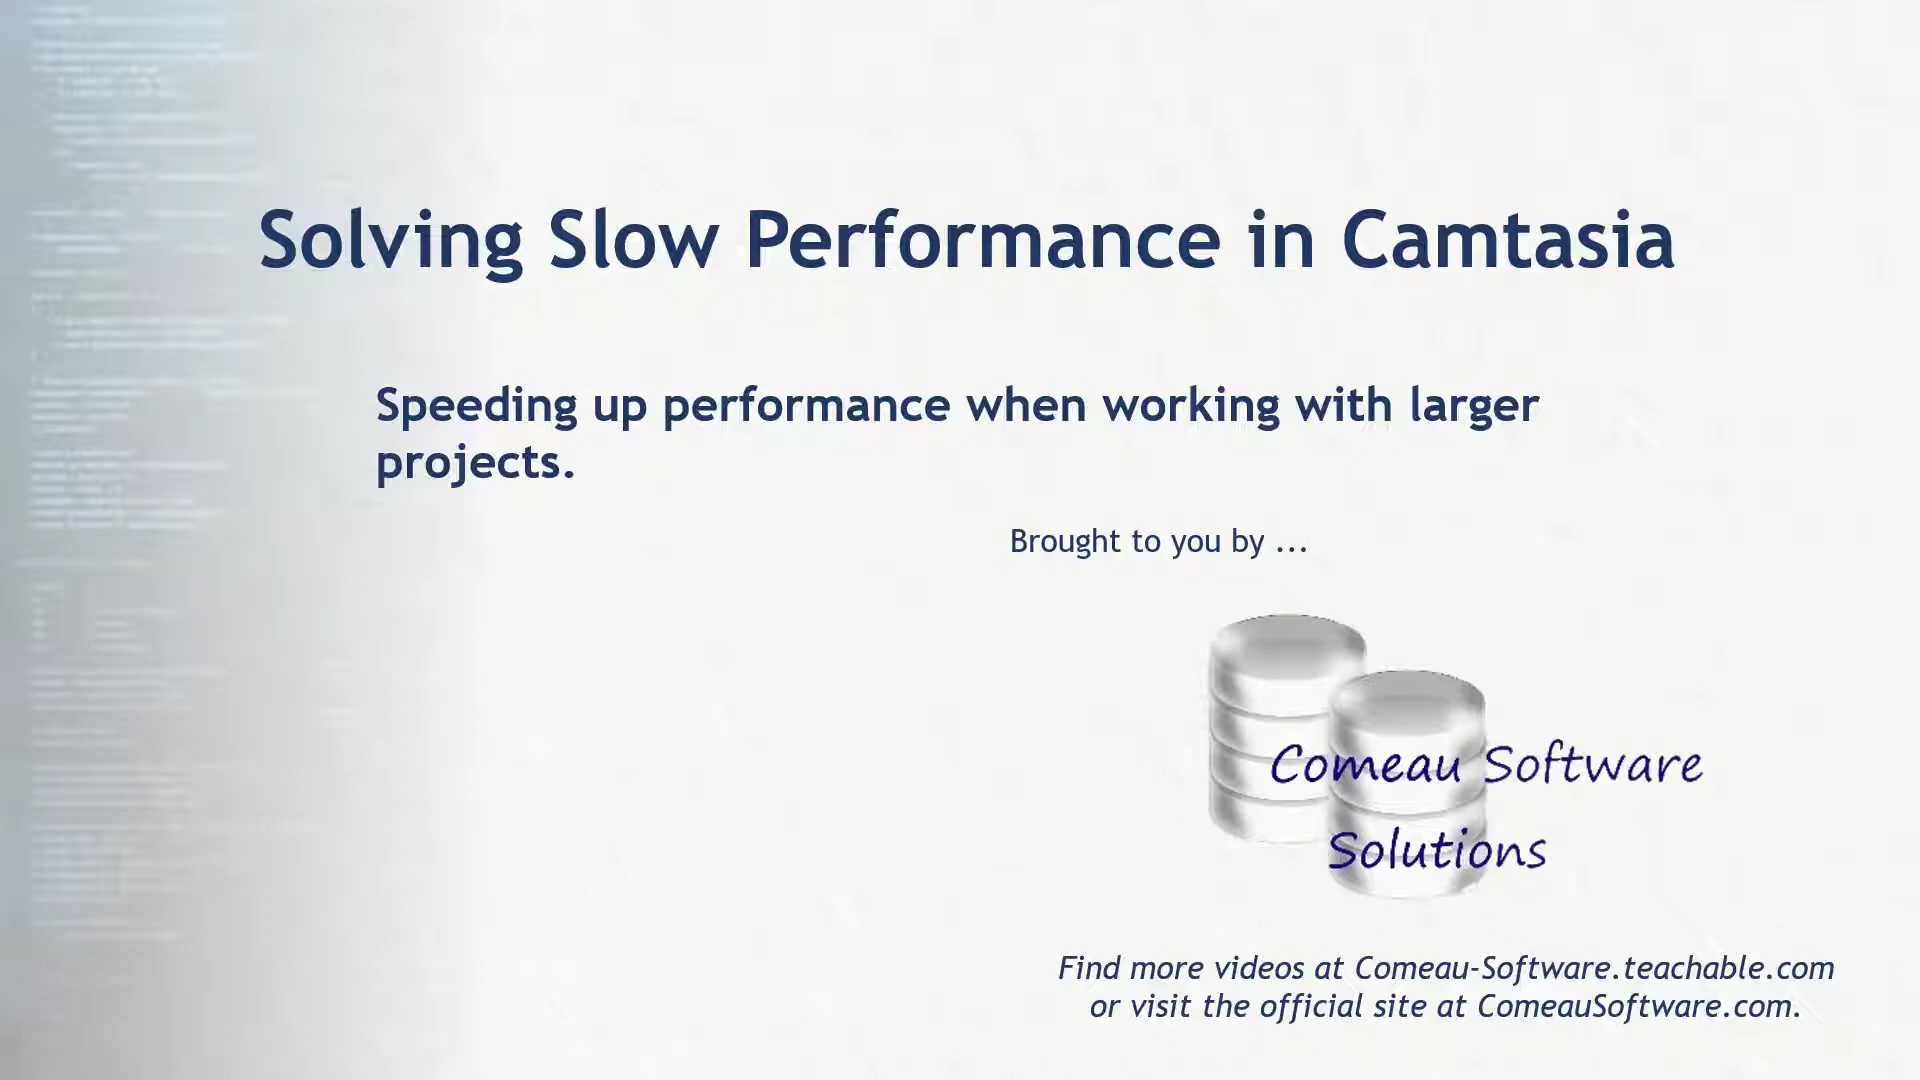 Solving Slow Performance in Camtasia
Speeding up performance when working with larger
projects.
Brought to you by ...
Comeau Software
Solutions
Find more videos at Comeau-Software.teachable.com
or visit the official site at ComeauSoftware.com.